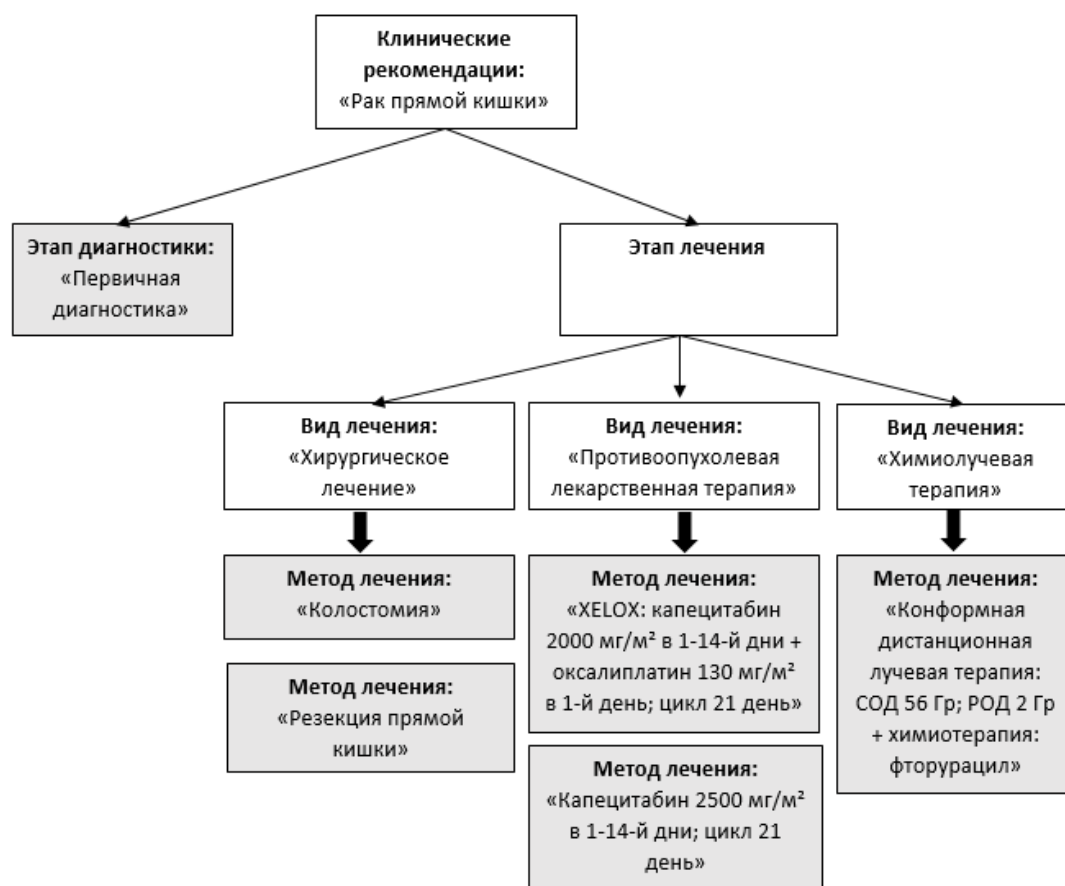 Клинические
рекомендации:
«Рак прямой кишки»
Этап диагностики:
«Первичная
диагностика»
Этап лечения
Вид лечения:
«Хирургическое
лечение»
Вид лечения:
«Противоопухолевая
лекарственная терапия»
Вид лечения:
«Химиолучевая
терапия»
Метод лечения:
«Колостомия»
Метод лечения:
«Резекция прямой
кишки»
Метод лечения:
«XELOX: капецитабин
2000 мг/м² в 1-14-й дни +
оксалиплатин 130 мг/м²
в 1-й день; цикл 21 день»
Метод лечения:
«Капецитабин 2500 мг/м²
в 1-14-й дни; цикл 21
день»
Метод лечения:
«Конформная
дистанционная
лучевая терапия:
СОД 56 Гр; РОД 2 Гр
+ химиотерапия:
фторурацил»